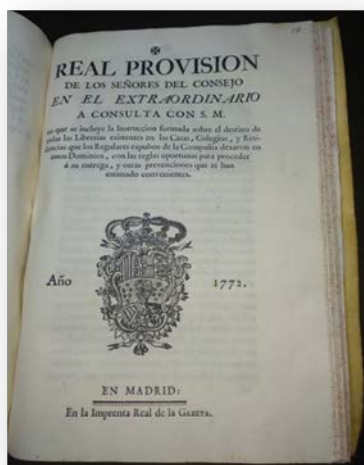 REAL PROVISION
DE LOS SEÑORES DEL CONSEJO
EN EL EXTRAORDINARIO
A CONSULTA CON S. M.
en que se incluye la Instruccion formada sobre el destino de
todas las Librerias existentes en las Casas, Colegios, y Resi-
dencias que los Regulares expulsos de la Compañia dexaron en
estos Dominios, con las reglas oportunas para proceder
á su entrega, y otras prevenciones que se han
estimado convenientes.
Año 1772.
EN MADRID:
En la Imprenta Real de la GAZETA.